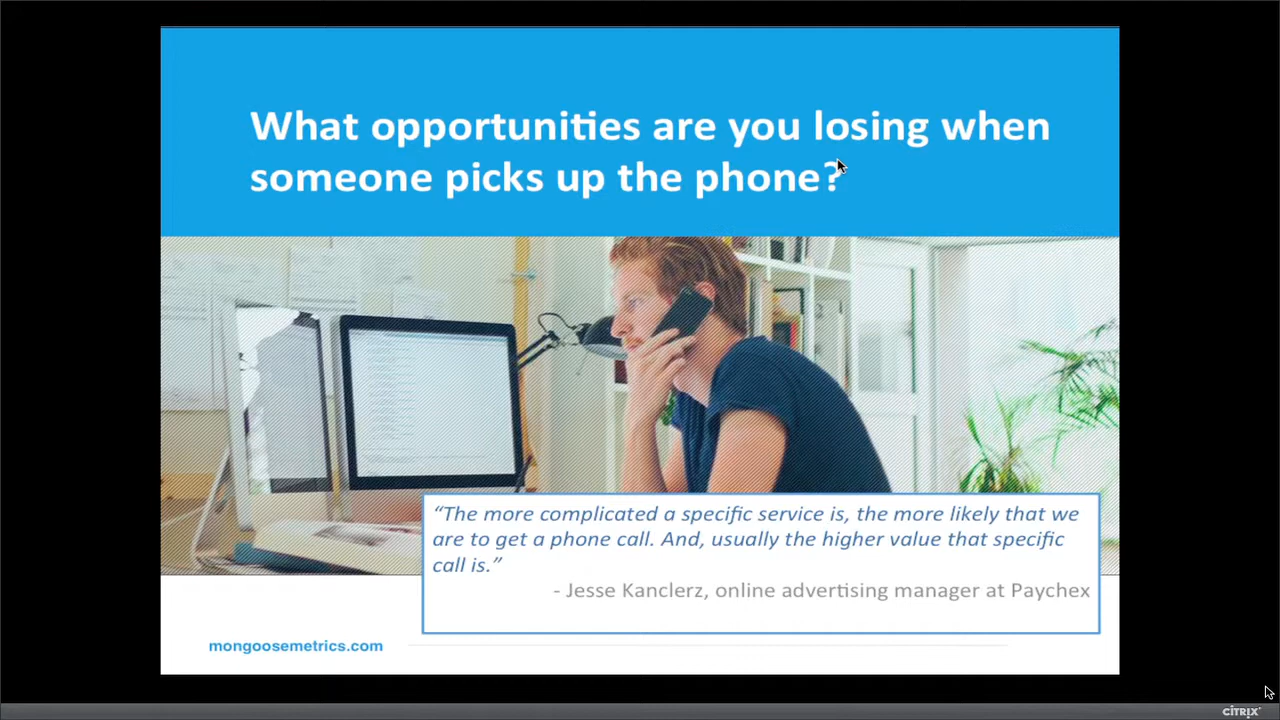 What opportunities are you losing when
someone picks up the phone?
“The more complicated a specific service is, the more likely that we
are to get a phone call. And, usually the higher value that specific
call is.”
- Jesse Kanclerz, online advertising manager at Paychex
mongoosemetrics.com
CITRIX